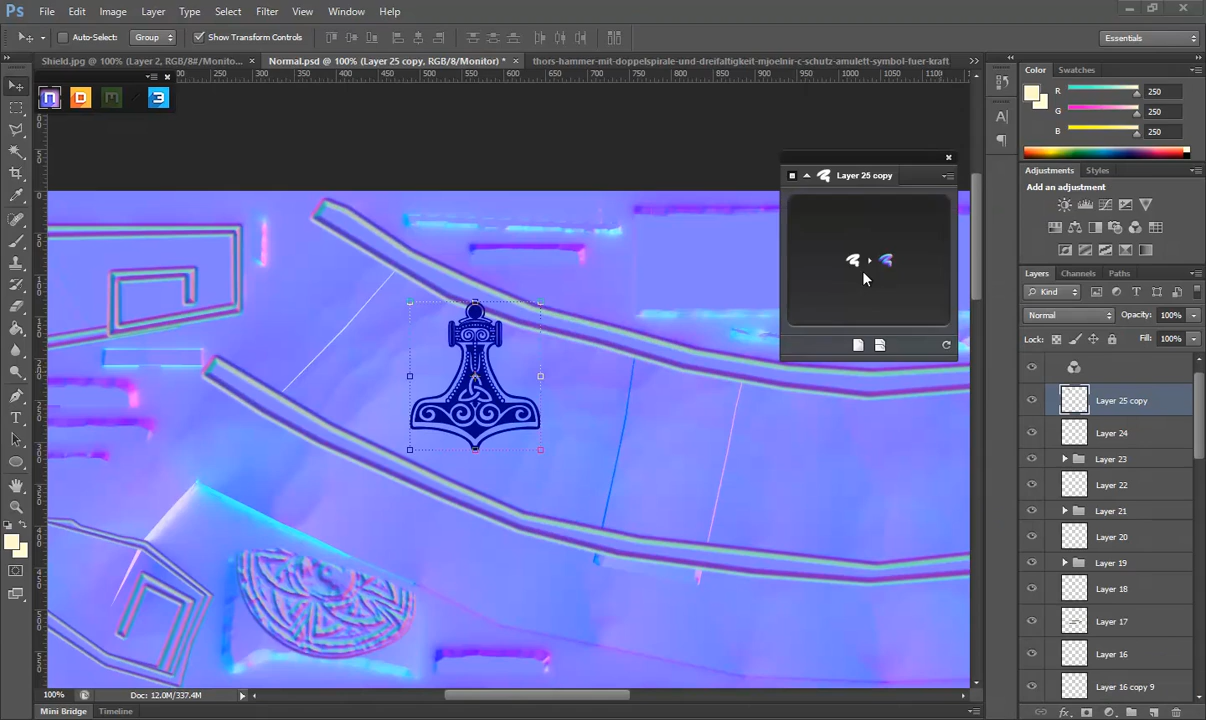 Ps File Edit Image Layer Type Select Filter View Window Help
Auto-Select: Group Show Transform Controls Essentials
Shield.jpg @ 100% (Layer 2, RGB/8#/Monito... × Normal.psd @ 100% (Layer 25 copy, RGB/8/Monitor) * × thors-hammer-mit-doppelspirale-und-dreifaltigkeit-mjoelnir-c-schutz-amulett-symbol-fuer-kraft
Color Swatches
R 250
G 250
B 250
n D M 3
Layer 25 copy
Adjustments Styles
Add an adjustment
Layers Channels Paths
Kind
Normal Opacity: 100%
Lock: Fill: 100%
Layer 25 copy
Layer 24
Layer 23
Layer 22
Layer 21
Layer 20
Layer 19
Layer 18
Layer 17
Layer 16
Layer 16 copy 9
100% Doc: 12.0M/337.4M
Mini Bridge Timeline